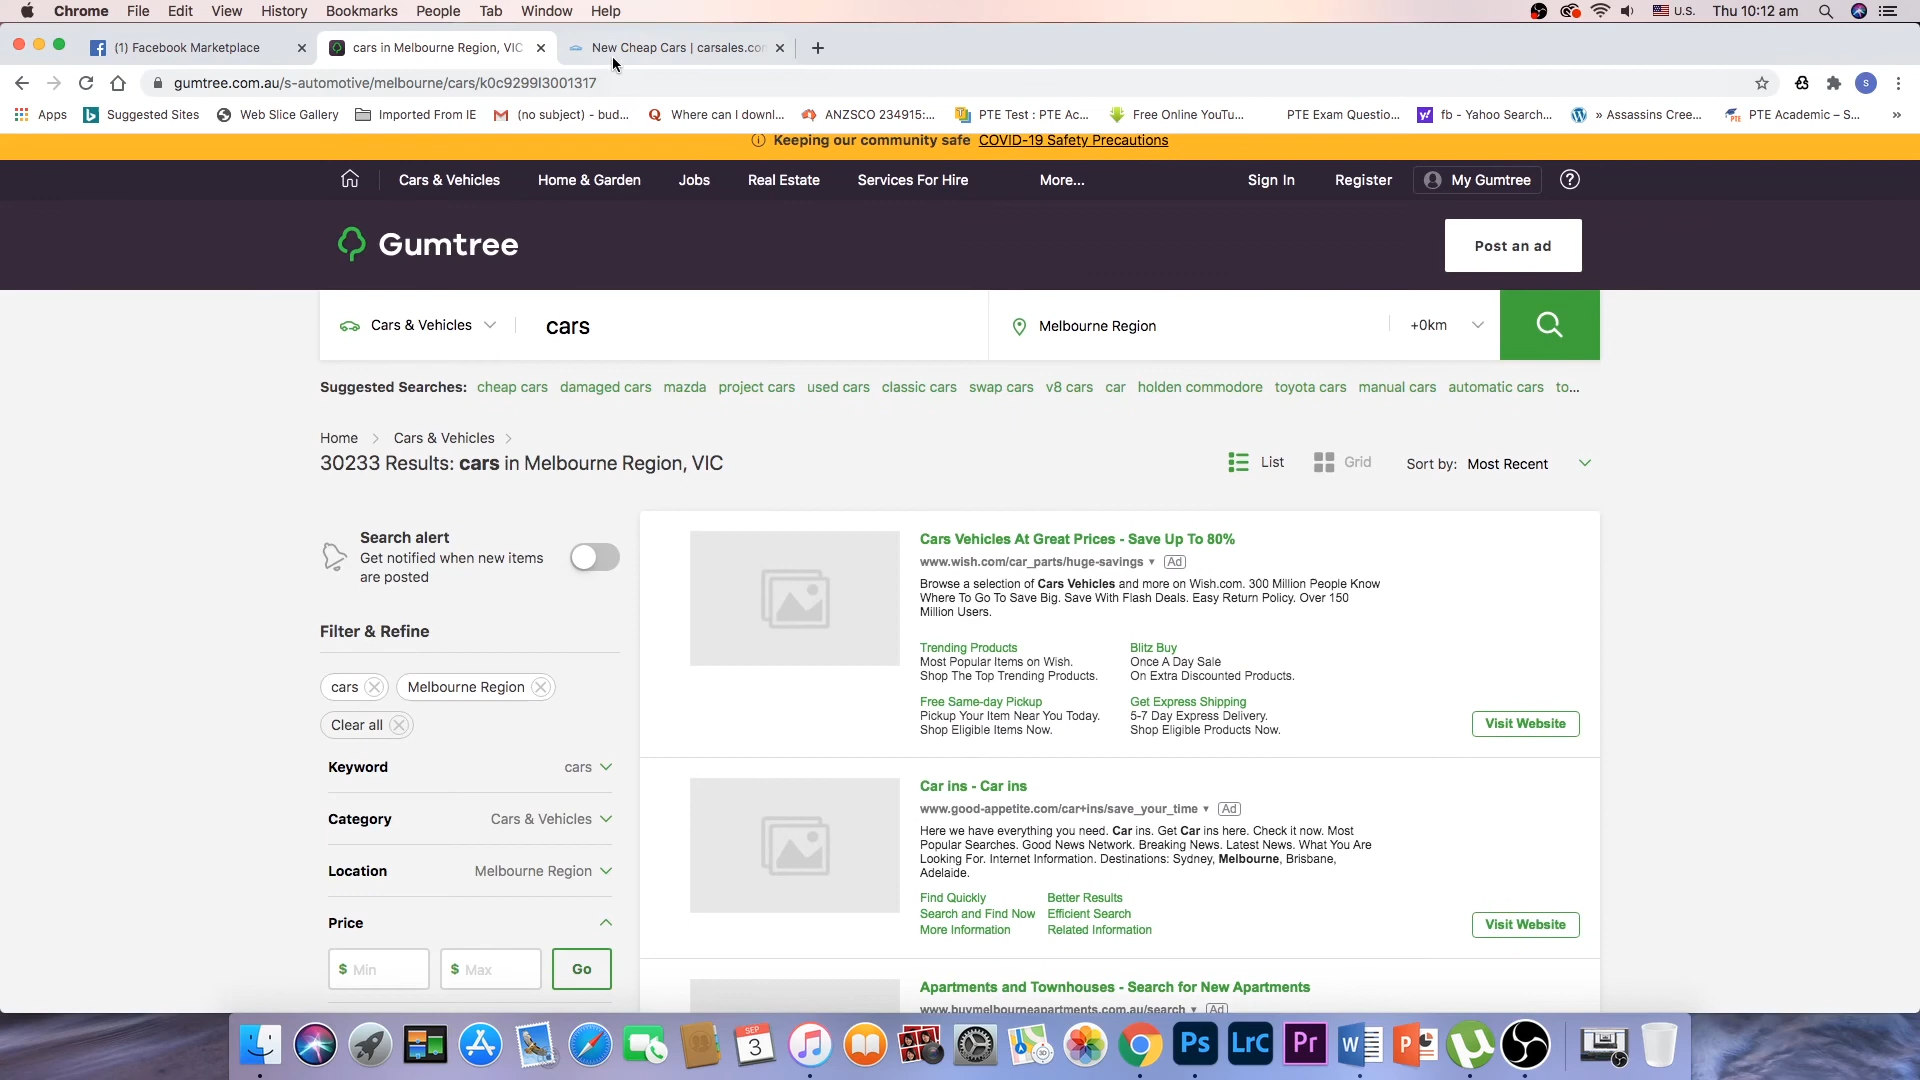 Chrome File Edit View History Bookmarks People Tab Window Help U.S. Thu 10:12 am
(1) Facebook Marketplace cars in Melbourne Region, VIC New Cheap Cars | carsales.co
gumtree.com.au/s-automotive/melbourne/cars/k0c9299l3001317 s
Apps Suggested Sites Web Slice Gallery Imported From IE (no subject) - bud... Where can I downl... ANZSCO 234915:... PTE Test : PTE Ac... Free Online YouTu... PTE Exam Questio... fb - Yahoo Search... » Assassins Cree... PTE Academic – S... »
Keeping our community safe COVID-19 Safety Precautions
Cars & Vehicles Home & Garden Jobs Real Estate Services For Hire More... Sign In Register My Gumtree
Gumtree Post an ad
Cars & Vehicles cars Melbourne Region +0km
Suggested Searches: cheap cars damaged cars mazda project cars used cars classic cars swap cars v8 cars car holden commodore toyota cars manual cars automatic cars to...
Home > Cars & Vehicles >
30233 Results: cars in Melbourne Region, VIC List Grid Sort by: Most Recent
Search alert
Get notified when new items
are posted
Filter & Refine
cars Melbourne Region
Clear all
Keyword cars
Category Cars & Vehicles
Location Melbourne Region
Price
$ Min $ Max Go
Cars Vehicles At Great Prices - Save Up To 80%
www.wish.com/car_parts/huge-savings ▾ Ad
Browse a selection of Cars Vehicles and more on Wish.com. 300 Million People Know
Where To Go To Save Big. Save With Flash Deals. Easy Return Policy. Over 150
Million Users.
Trending Products Blitz Buy
Most Popular Items on Wish. Once A Day Sale
Shop The Top Trending Products. On Extra Discounted Products.
Free Same-day Pickup Get Express Shipping
Pickup Your Item Near You Today. 5-7 Day Express Delivery.
Shop Eligible Items Now. Shop Eligible Products Now.
Visit Website
Car ins - Car ins
www.good-appetite.com/car+ins/save_your_time ▾ Ad
Here we have everything you need. Car ins. Get Car ins here. Check it now. Most
Popular Searches. Good News Network. Breaking News. Latest News. What You Are
Looking For. Internet Information. Destinations: Sydney, Melbourne, Brisbane,
Adelaide.
Find Quickly Better Results
Search and Find Now Efficient Search
More Information Related Information
Visit Website
Apartments and Townhouses - Search for New Apartments
www.buymelbourneapartments.com.au/search ▾ Ad
SEP
3 Ps LrC Pr W P